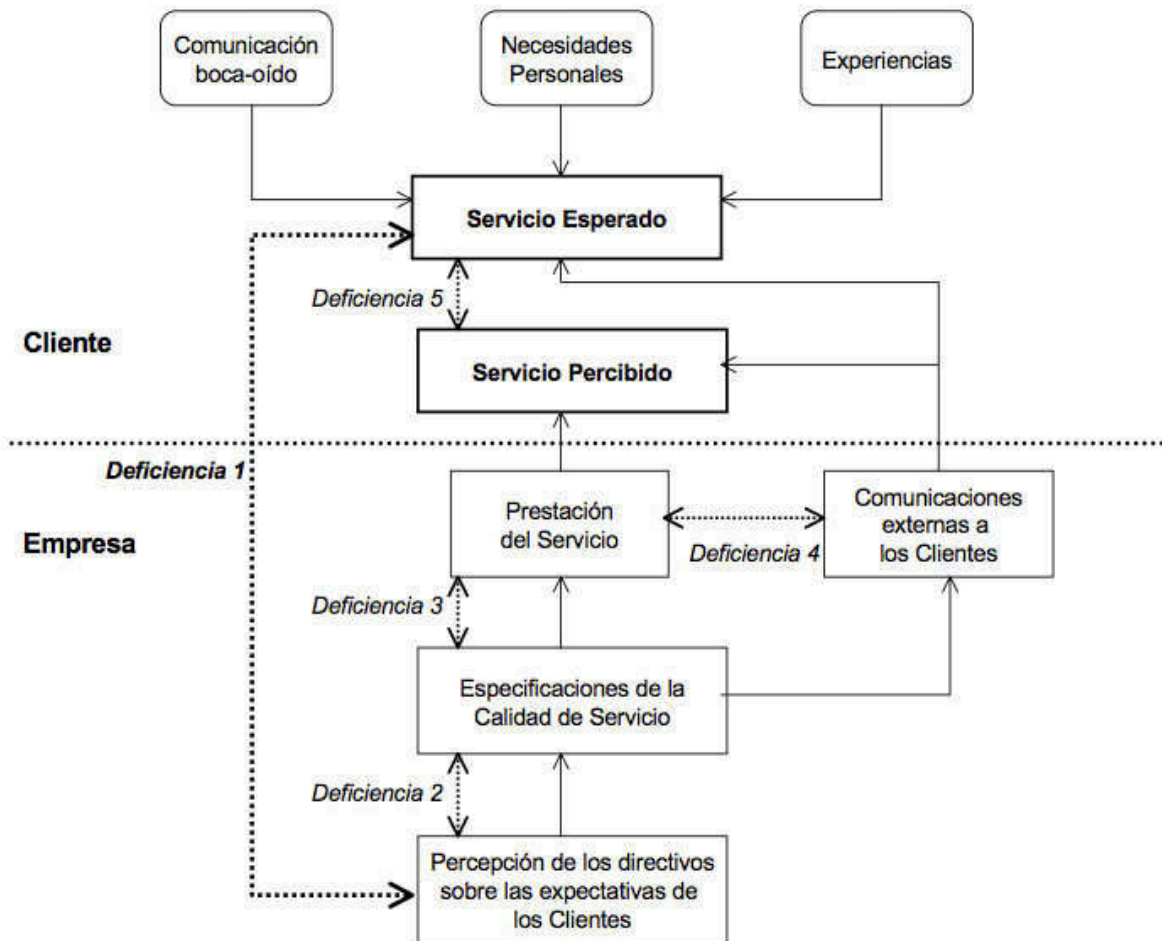 Comunicación
boca-oído
Necesidades
Personales
Experiencias
Servicio Esperado
Deficiencia 5
Cliente
Servicio Percibido
Deficiencia 1
Empresa
Prestación
del Servicio
Deficiencia 4
Comunicaciones
externas a
los Clientes
Deficiencia 3
Especificaciones de la
Calidad de Servicio
Deficiencia 2
Percepción de los directivos
sobre las expectativas de
los Clientes